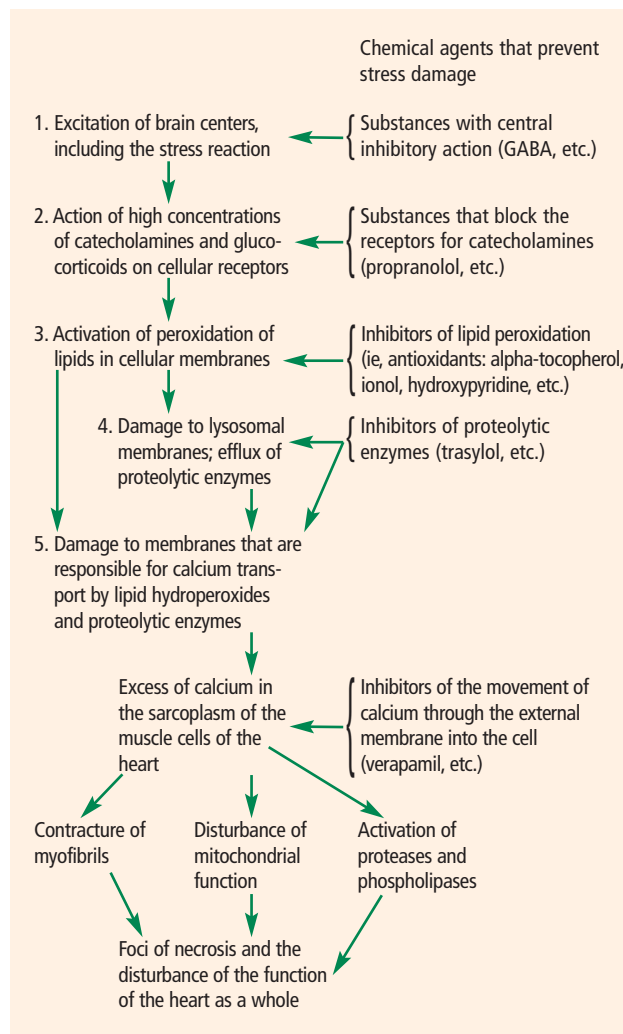 Chemical agents that prevent
stress damage
1. Excitation of brain centers,
including the stress reaction
Substances with central
inhibitory action (GABA, etc.)
2. Action of high concentrations
of catecholamines and gluco-
corticoids on cellular receptors
Substances that block the
receptors for catecholamines
(propranolol, etc.)
3. Activation of peroxidation of
lipids in cellular membranes
Inhibitors of lipid peroxidation
(ie, antioxidants: alpha-tocopherol,
ionol, hydroxypyridine, etc.)
4. Damage to lysosomal
membranes; efflux of
proteolytic enzymes
Inhibitors of proteolytic
enzymes (trasylol, etc.)
5. Damage to membranes that are
responsible for calcium trans-
port by lipid hydroperoxides
and proteolytic enzymes
Excess of calcium in
the sarcoplasm of the
muscle cells of the
heart
Inhibitors of the movement of
calcium through the external
membrane into the cell
(verapamil, etc.)
Contracture of
myofibrils
Disturbance of
mitochondrial
function
Activation of
proteases and
phospholipases
Foci of necrosis and the
disturbance of the function
of the heart as a whole